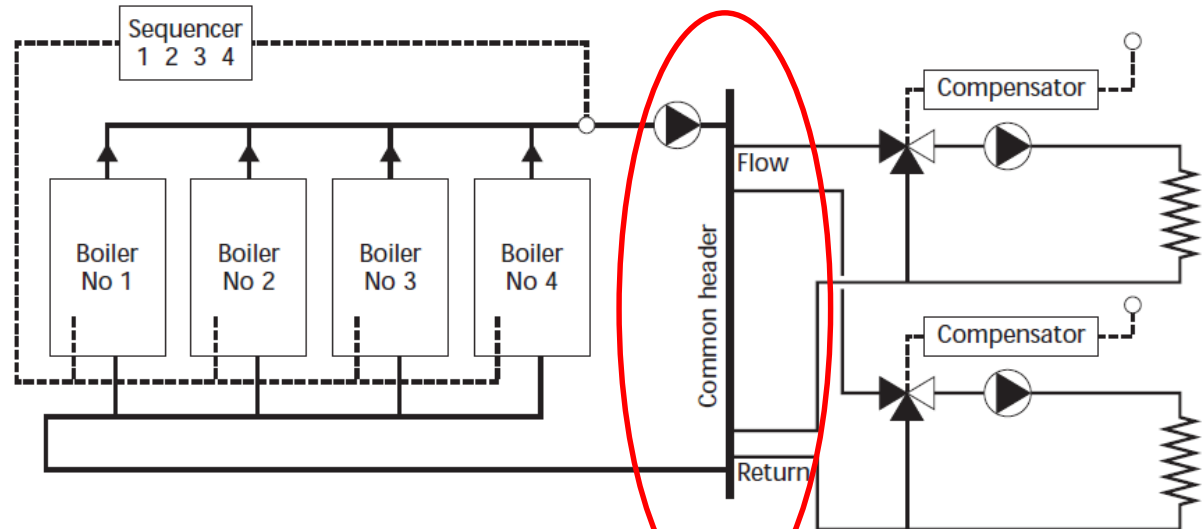 Sequencer
1 2 3 4
Compensator
Flow
Boiler
No 1
Boiler
No 2
Boiler
No 3
Boiler
No 4
Common header
Compensator
Return